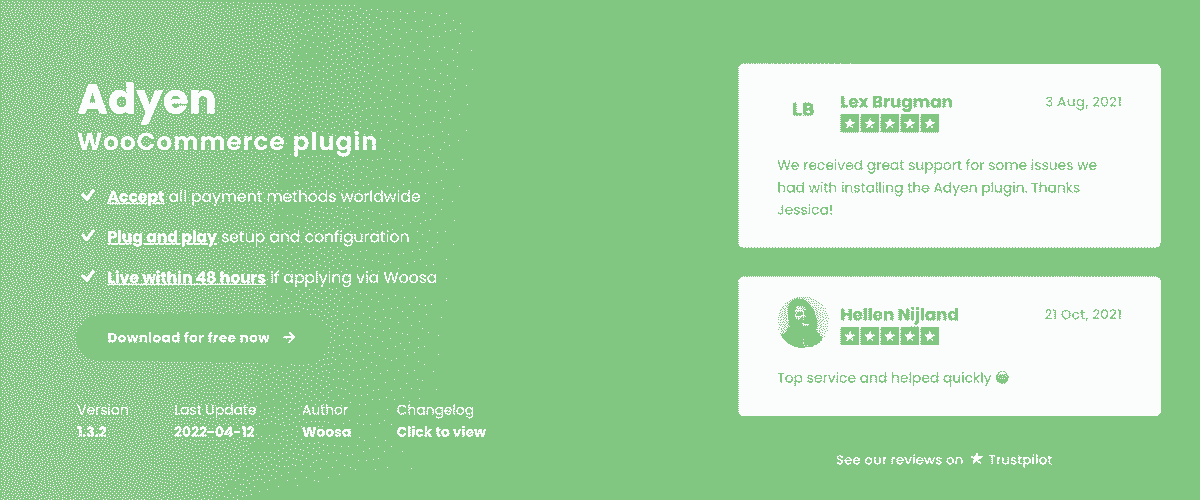 Adyen
WooCommerce plugin
Accept all payment methods worldwide
Plug and play setup and configuration
Live within 48 hours if applying via Woosa
Download for free now
Version Last Update Author Changelog
1.3.2 2022-04-12 Woosa Click to view
LB Lex Brugman 3 Aug, 2021
We received great support for some issues we
had with installing the Adyen plugin. Thanks
Jessica!
Hellen Nijland 21 Oct, 2021
Top service and helped quickly
See our reviews on Trustpilot